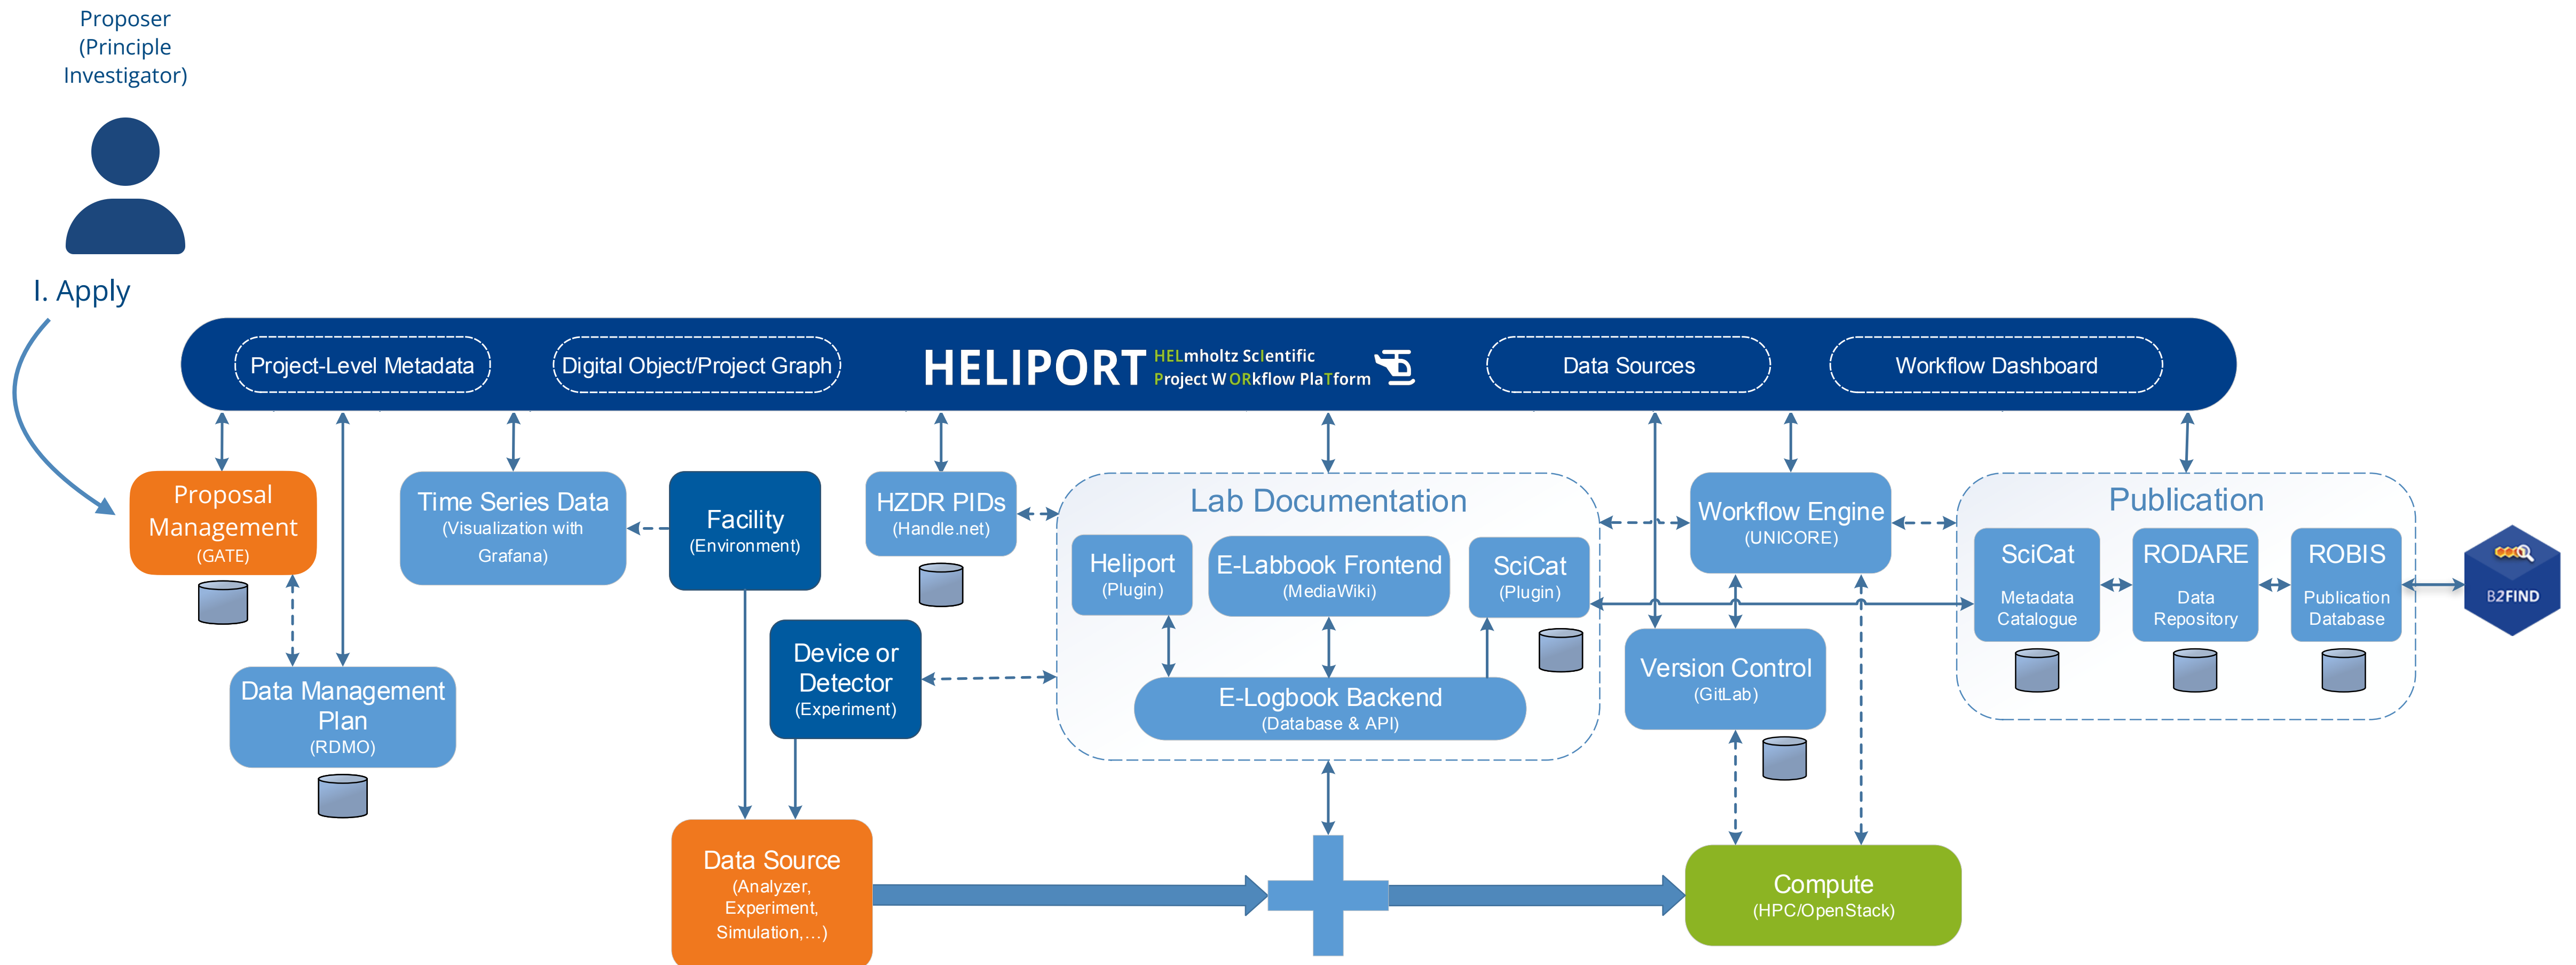 Proposer
(Principle
Investigator)
I. Apply
Project-Level Metadata
Digital Object/Project Graph
HELIPORT
HELmholtz ScIentific
Project WORkflow PlaTform
Data Sources
Workflow Dashboard
Proposal
Management
(GATE)
Data Management
Plan
(RDMO)
Time Series Data
(Visualization with
Grafana)
Facility
(Environment)
Device or
Detector
(Experiment)
Data Source
(Analyzer,
Experiment,
Simulation,...)
HZDR PIDs
(Handle.net)
Lab Documentation
Heliport
(Plugin)
E-Labbook Frontend
(MediaWiki)
SciCat
(Plugin)
E-Logbook Backend
(Database & API)
Workflow Engine
(UNICORE)
Version Control
(GitLab)
Compute
(HPC/OpenStack)
Publication
SciCat
Metadata
Catalogue
RODARE
Data
Repository
ROBIS
Publication
Database
B2FIND